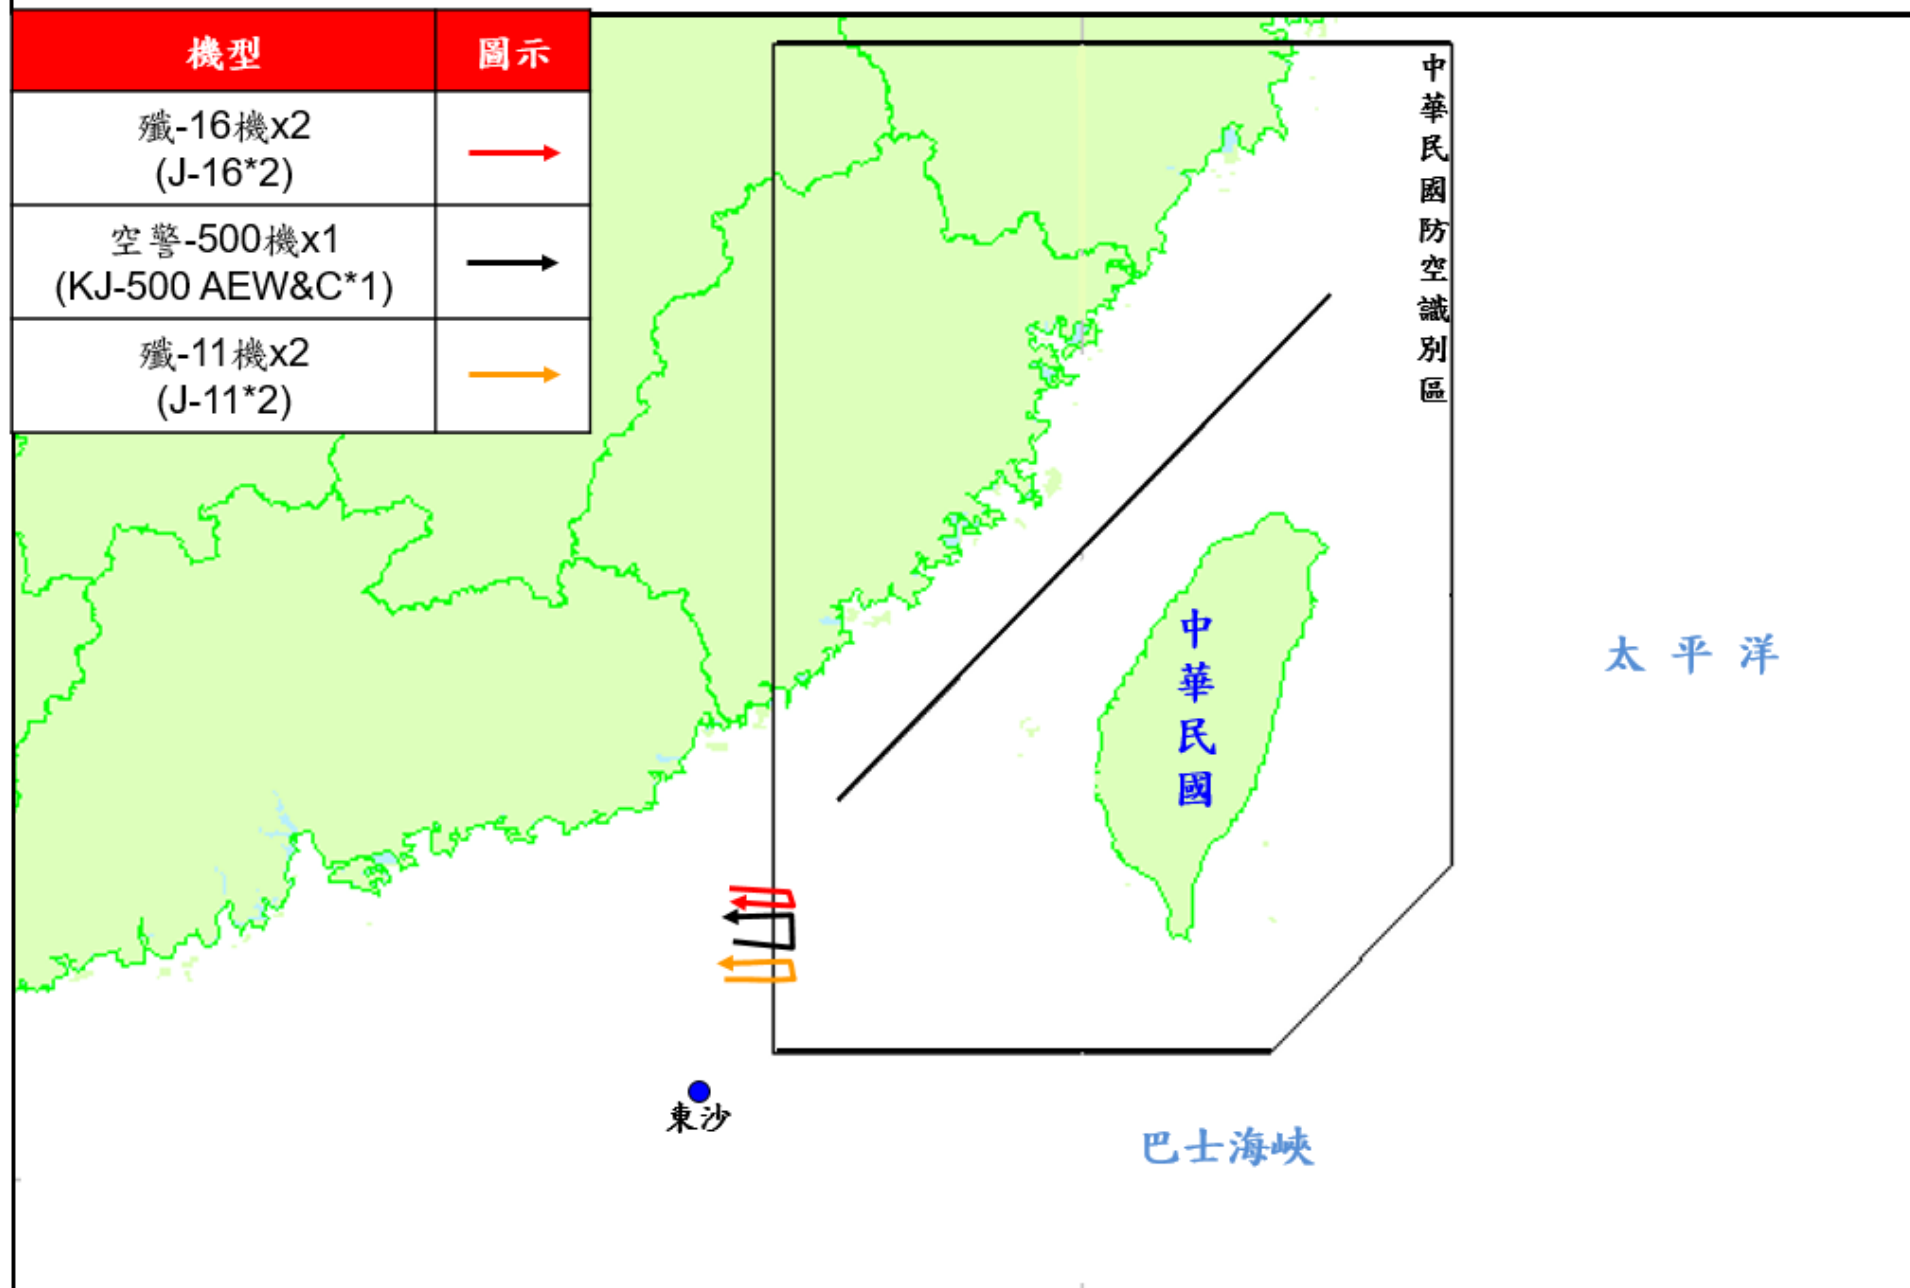 機型 圖示
殲-16機x2
(J-16*2)
空警-500機x1
(KJ-500 AEW&C*1)
殲-11機x2
(J-11*2)
中華民國防空識別區
中華民國
太平洋
東沙
巴士海峽